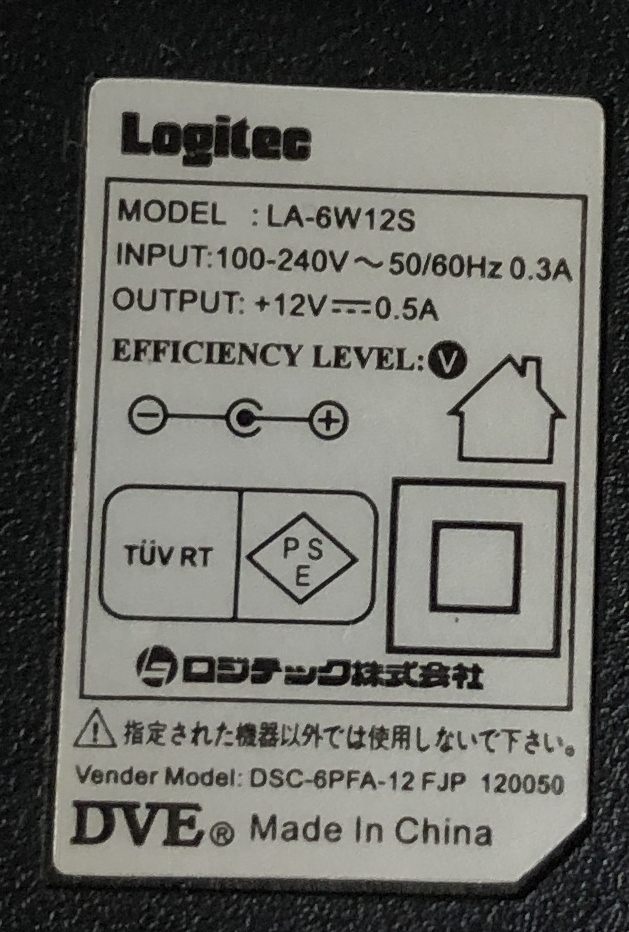 Logitec
MODEL : LA-6W12S
INPUT:100-240V～50/60Hz 0.3A
OUTPUT: +12V⎓0.5A
EFFICIENCY LEVEL:V
TÜV RT
P S
E
ロジテック株式会社
指定された機器以外では使用しないで下さい。
Vender Model: DSC-6PFA-12 FJP 120050
DVE® Made In China